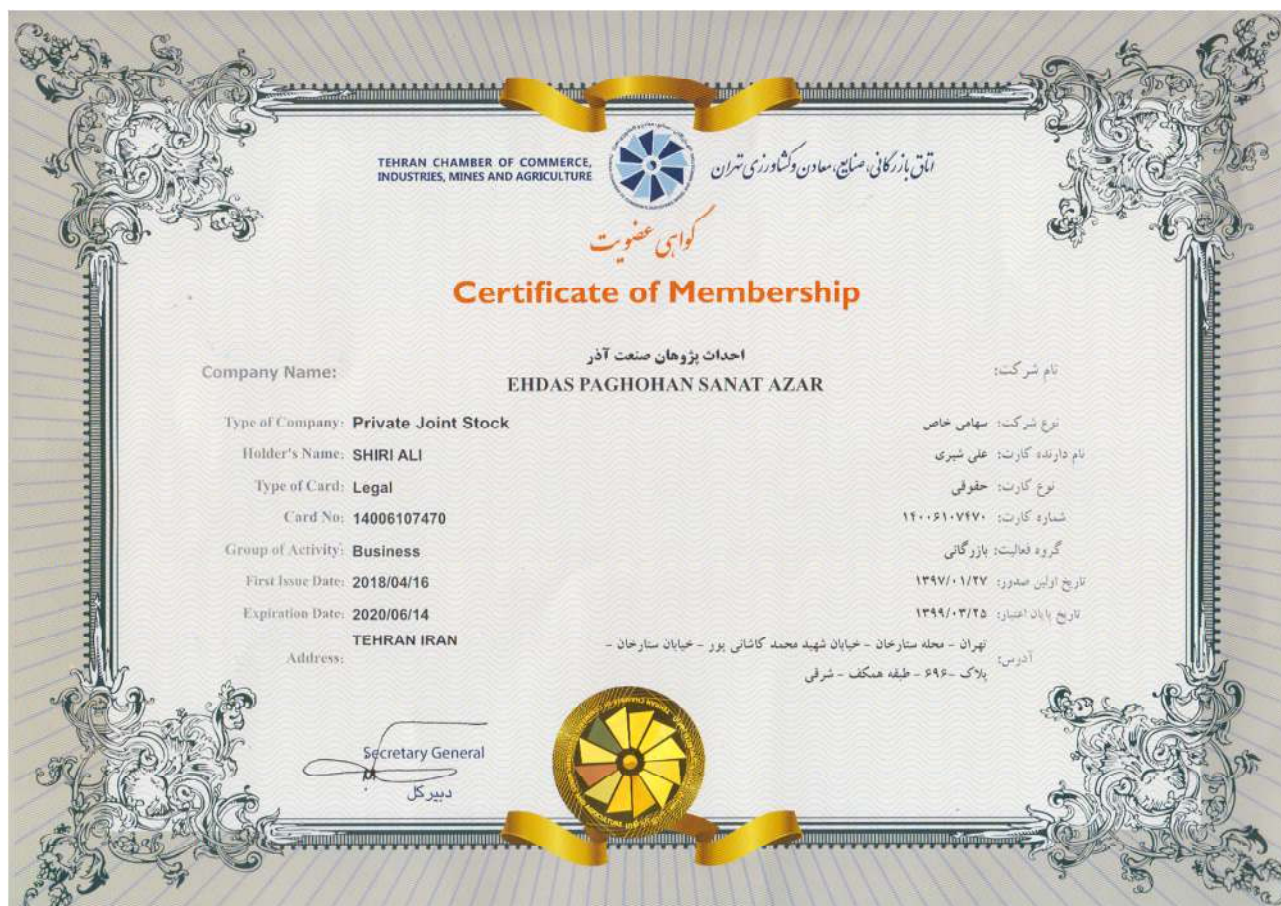 TEHRAN CHAMBER OF COMMERCE,
INDUSTRIES, MINES AND AGRICULTURE
اتاق بازرگانی، صنایع، معادن و کشاورزی تهران
گواهی عضویت
Certificate of Membership
احداث پژوهان صنعت آذر
Company Name:
نام شرکت:
EHDAS PAGHOHAN SANAT AZAR
Type of Company: Private Joint Stock
نوع شرکت: سهامی خاص
Holder's Name: SHIRI ALI
نام دارنده کارت: علی شیری
Type of Card: Legal
نوع کارت: حقوقی
Card No: 14006107470
شماره کارت: ۱۴۰۰۶۱۰۷۴۷۰
Group of Activity: Business
گروه فعالیت: بازرگانی
First Issue Date: 2018/04/16
تاریخ اولین صدور: ۱۳۹۷/۰۱/۲۷
Expiration Date: 2020/06/14
تاریخ پایان اعتبار: ۱۳۹۹/۰۳/۲۵
TEHRAN IRAN
Address:
آدرس:
تهران - محله ستارخان - خیابان شهید محمد کاشانی پور - خیابان ستارخان -
پلاک -۶۹۶ - طبقه همکف - شرقی
Secretary General
دبیر کل